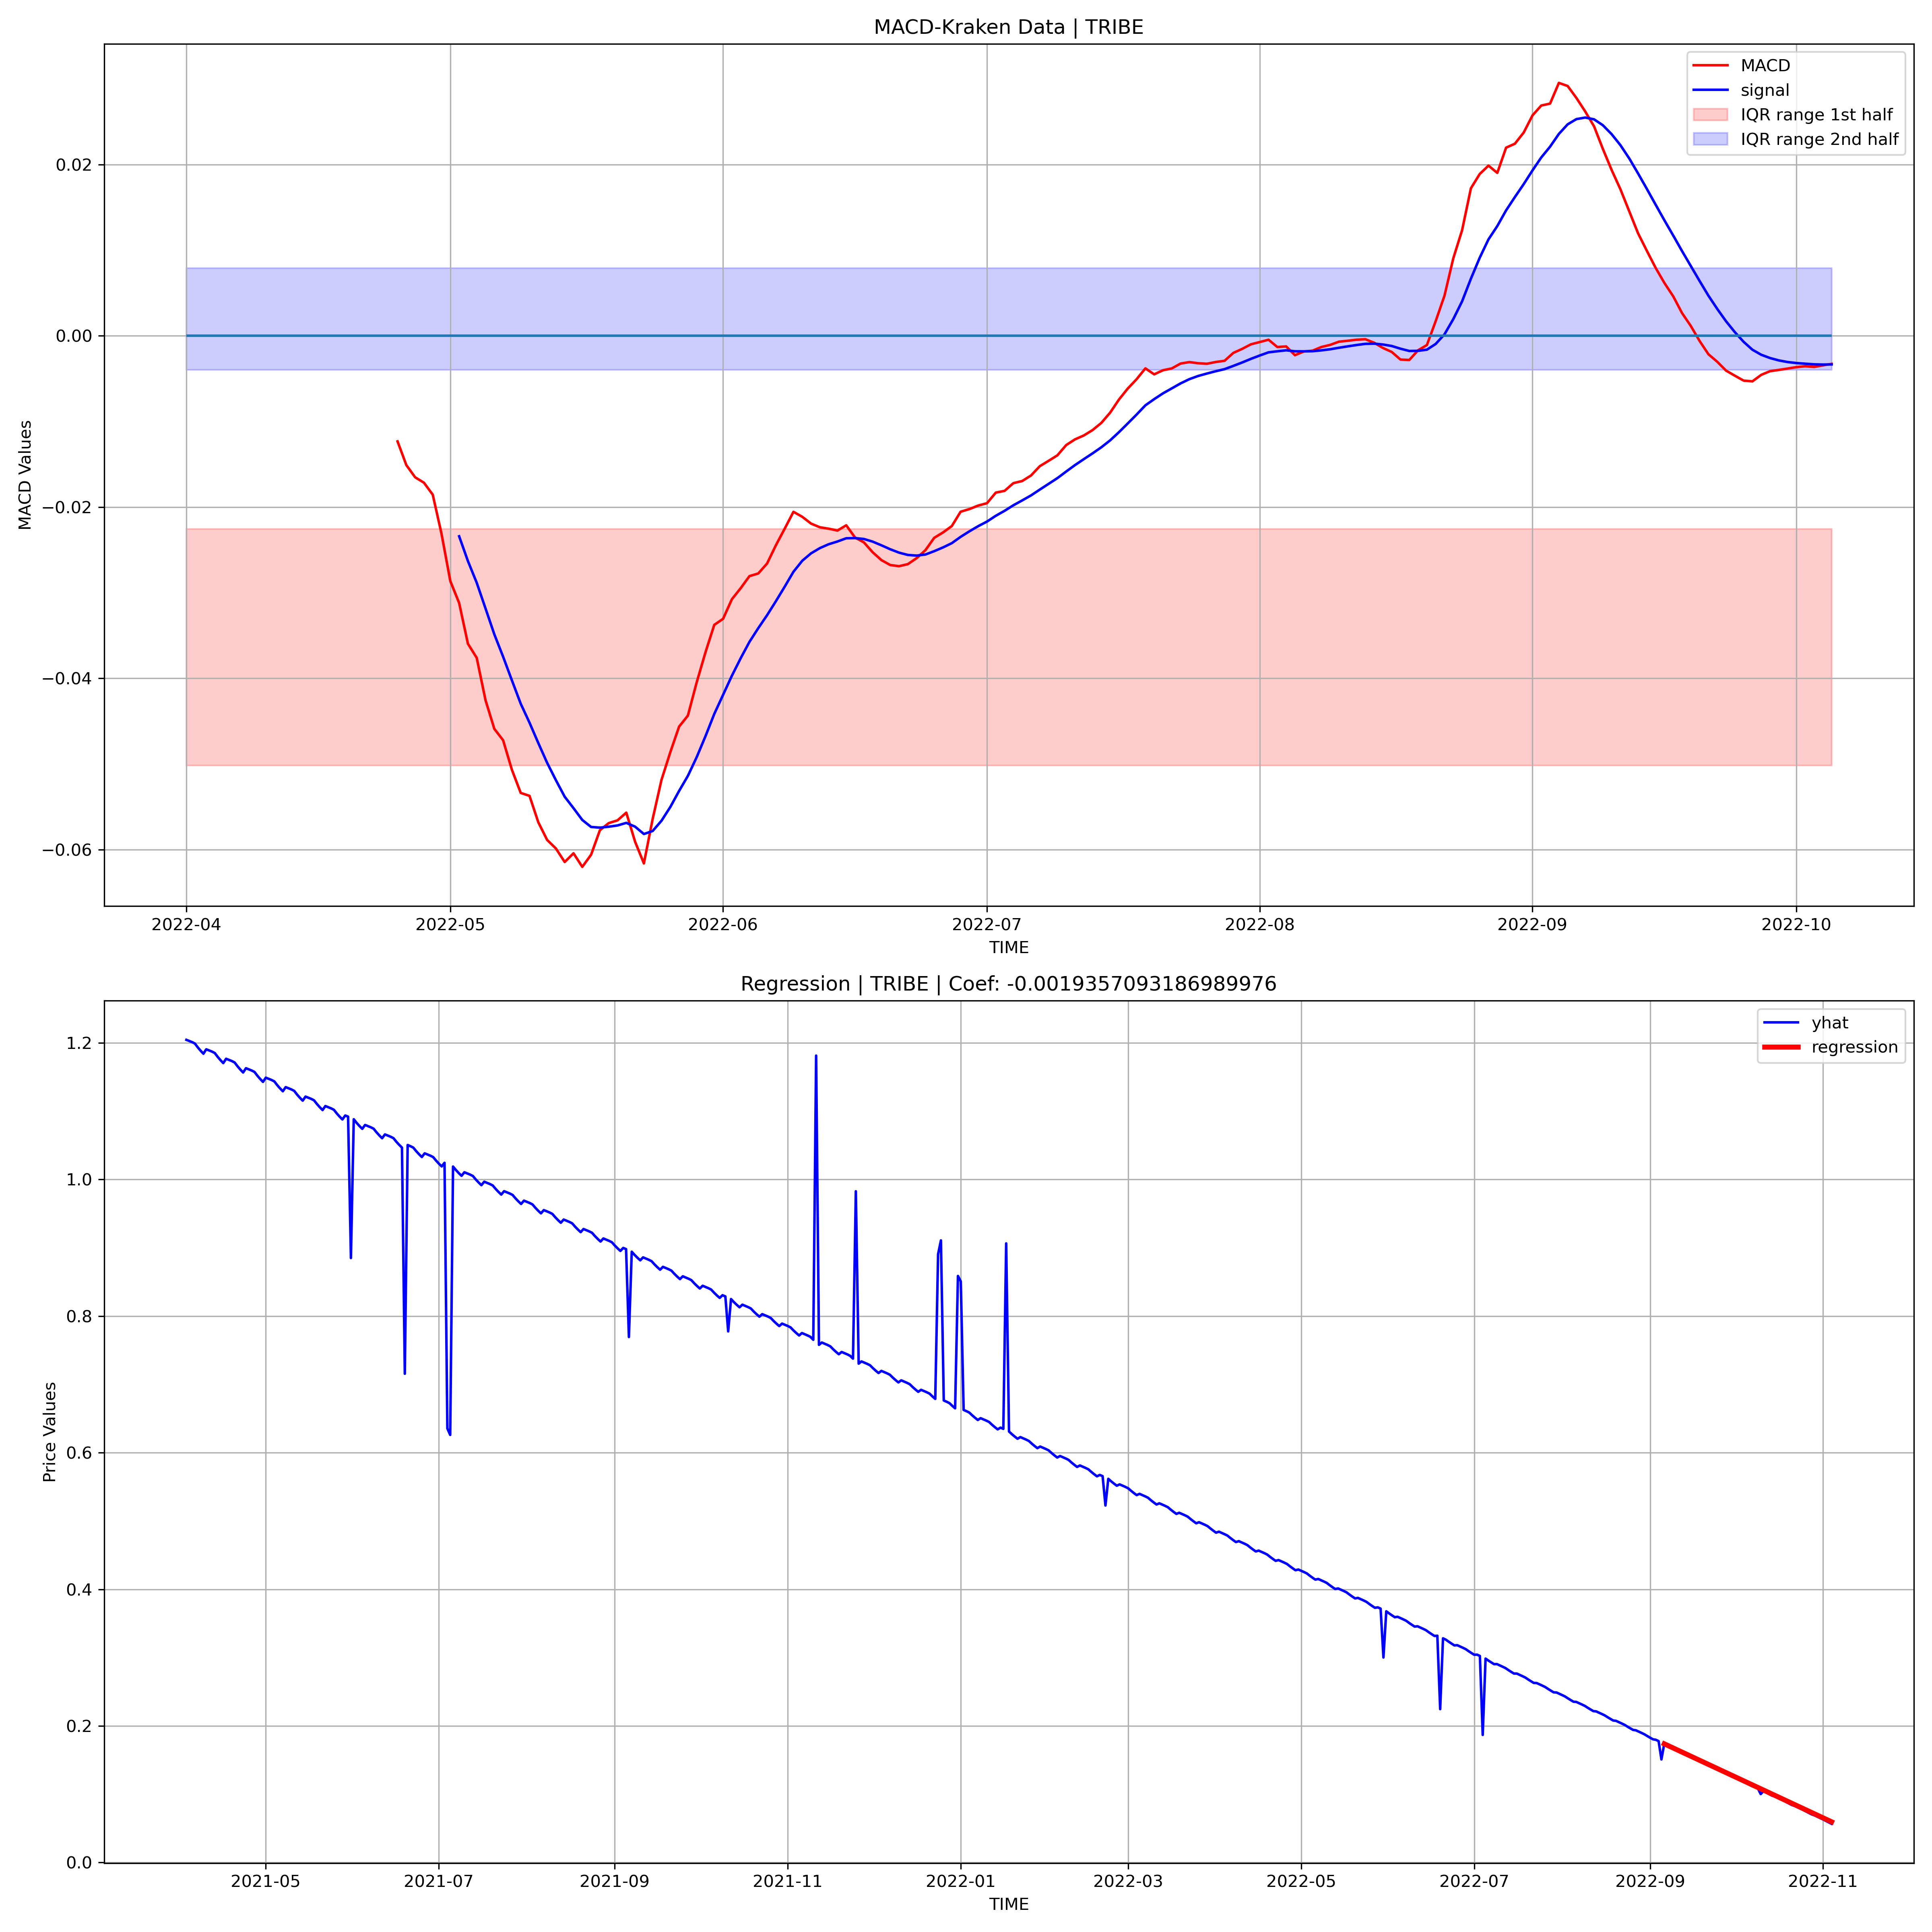 MACD-Kraken Data | TRIBE
MACD
signal
IQR range 1st half
IQR range 2nd half
MACD Values
0.02
0.00
−0.02
−0.04
−0.06
2022-04 2022-05 2022-06 2022-07 2022-08 2022-09 2022-10
TIME
Regression | TRIBE | Coef: -0.0019357093186989976
yhat
regression
Price Values
1.2
1.0
0.8
0.6
0.4
0.2
0.0
2021-05 2021-07 2021-09 2021-11 2022-01 2022-03 2022-05 2022-07 2022-09 2022-11
TIME